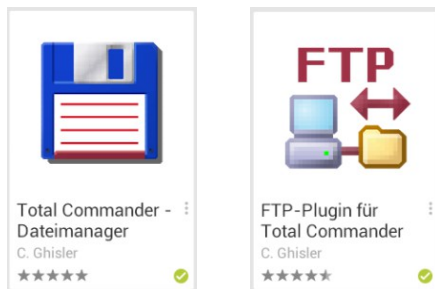 FTP
Total Commander -
Dateimanager
C. Ghisler
FTP-Plugin für
Total Commander
C. Ghisler